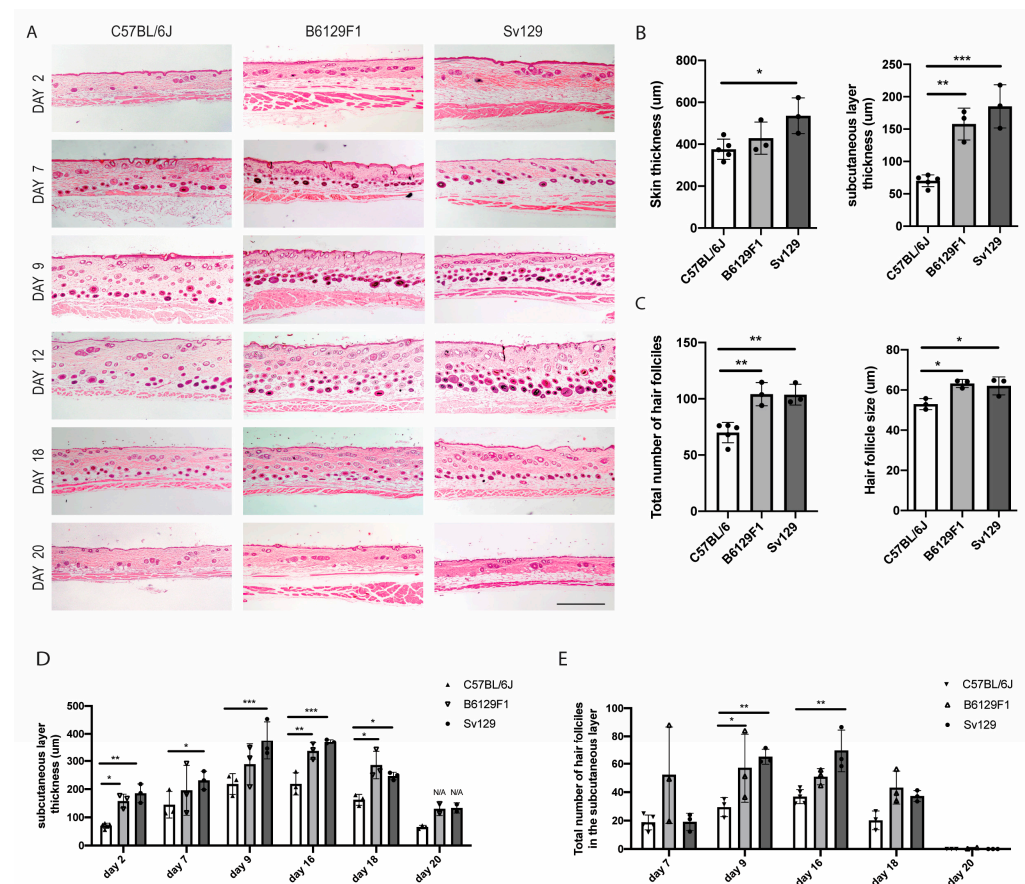 A
C57BL/6J
B6129F1
Sv129
DAY 2
DAY 7
DAY 9
DAY 12
DAY 18
DAY 20
B
Skin thickness (um)
800
600
400
200
0
*
C57BL/6J
B6129F1
Sv129
subcutaneous layer
thickness (um)
250
200
150
100
50
0
***
**
C57BL/6J
B6129F1
Sv129
C
Total number of hair follciles
150
100
50
0
**
**
C57BL/6
B6129F1
Sv129
Hair follicle size (um)
80
60
40
20
0
*
*
C57BL/6J
B6129F1
Sv129
D
C57BL/6J
B6129F1
Sv129
subcutaneous layer
thickness (um)
500
400
300
200
100
0
**
*
*
***
***
**
*
*
N/A N/A
day 2
day 7
day 9
day 16
day 18
day 20
E
C57BL/6J
B6129F1
Sv129
Total number of hair follciles
in the subcutaneous layer
100
80
60
40
20
0
**
*
**
day 7
day 9
day 16
day 18
day 20